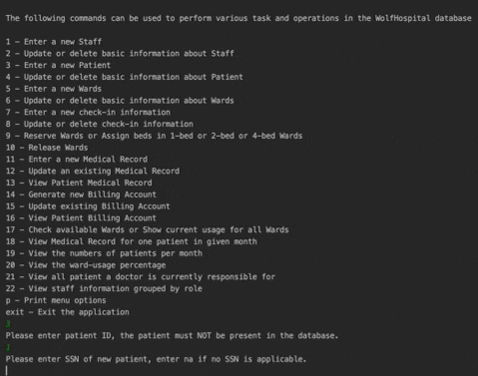 The following commands can be used to perform various task and operations in the WolfHospital database
1 – Enter a new Staff
2 – Update or delete basic information about Staff
3 – Enter a new Patient
4 – Update or delete basic information about Patient
5 – Enter a new Wards
6 – Update or delete basic information about Wards
7 – Enter a new check-in information
8 – Update or delete check-in information
9 – Reserve Wards or Assign beds in 1-bed or 2-bed or 4-bed Wards
10 – Release Wards
11 – Enter a new Medical Record
12 – Update an existing Medical Record
13 – View Patient Medical Record
14 – Generate new Billing Account
15 – Update existing Billing Account
16 – View Patient Billing Account
17 – Check available Wards or Show current usage for all Wards
18 – View Medical Record for one patient in given month
19 – View the numbers of patients per month
20 – View the ward-usage percentage
21 – View all patient a doctor is currently responsible for
22 – View staff information grouped by role
p – Print menu options
exit – Exit the application
3
Please enter patient ID, the patient must NOT be present in the database.
1
Please enter SSN of new patient, enter na if no SSN is applicable.